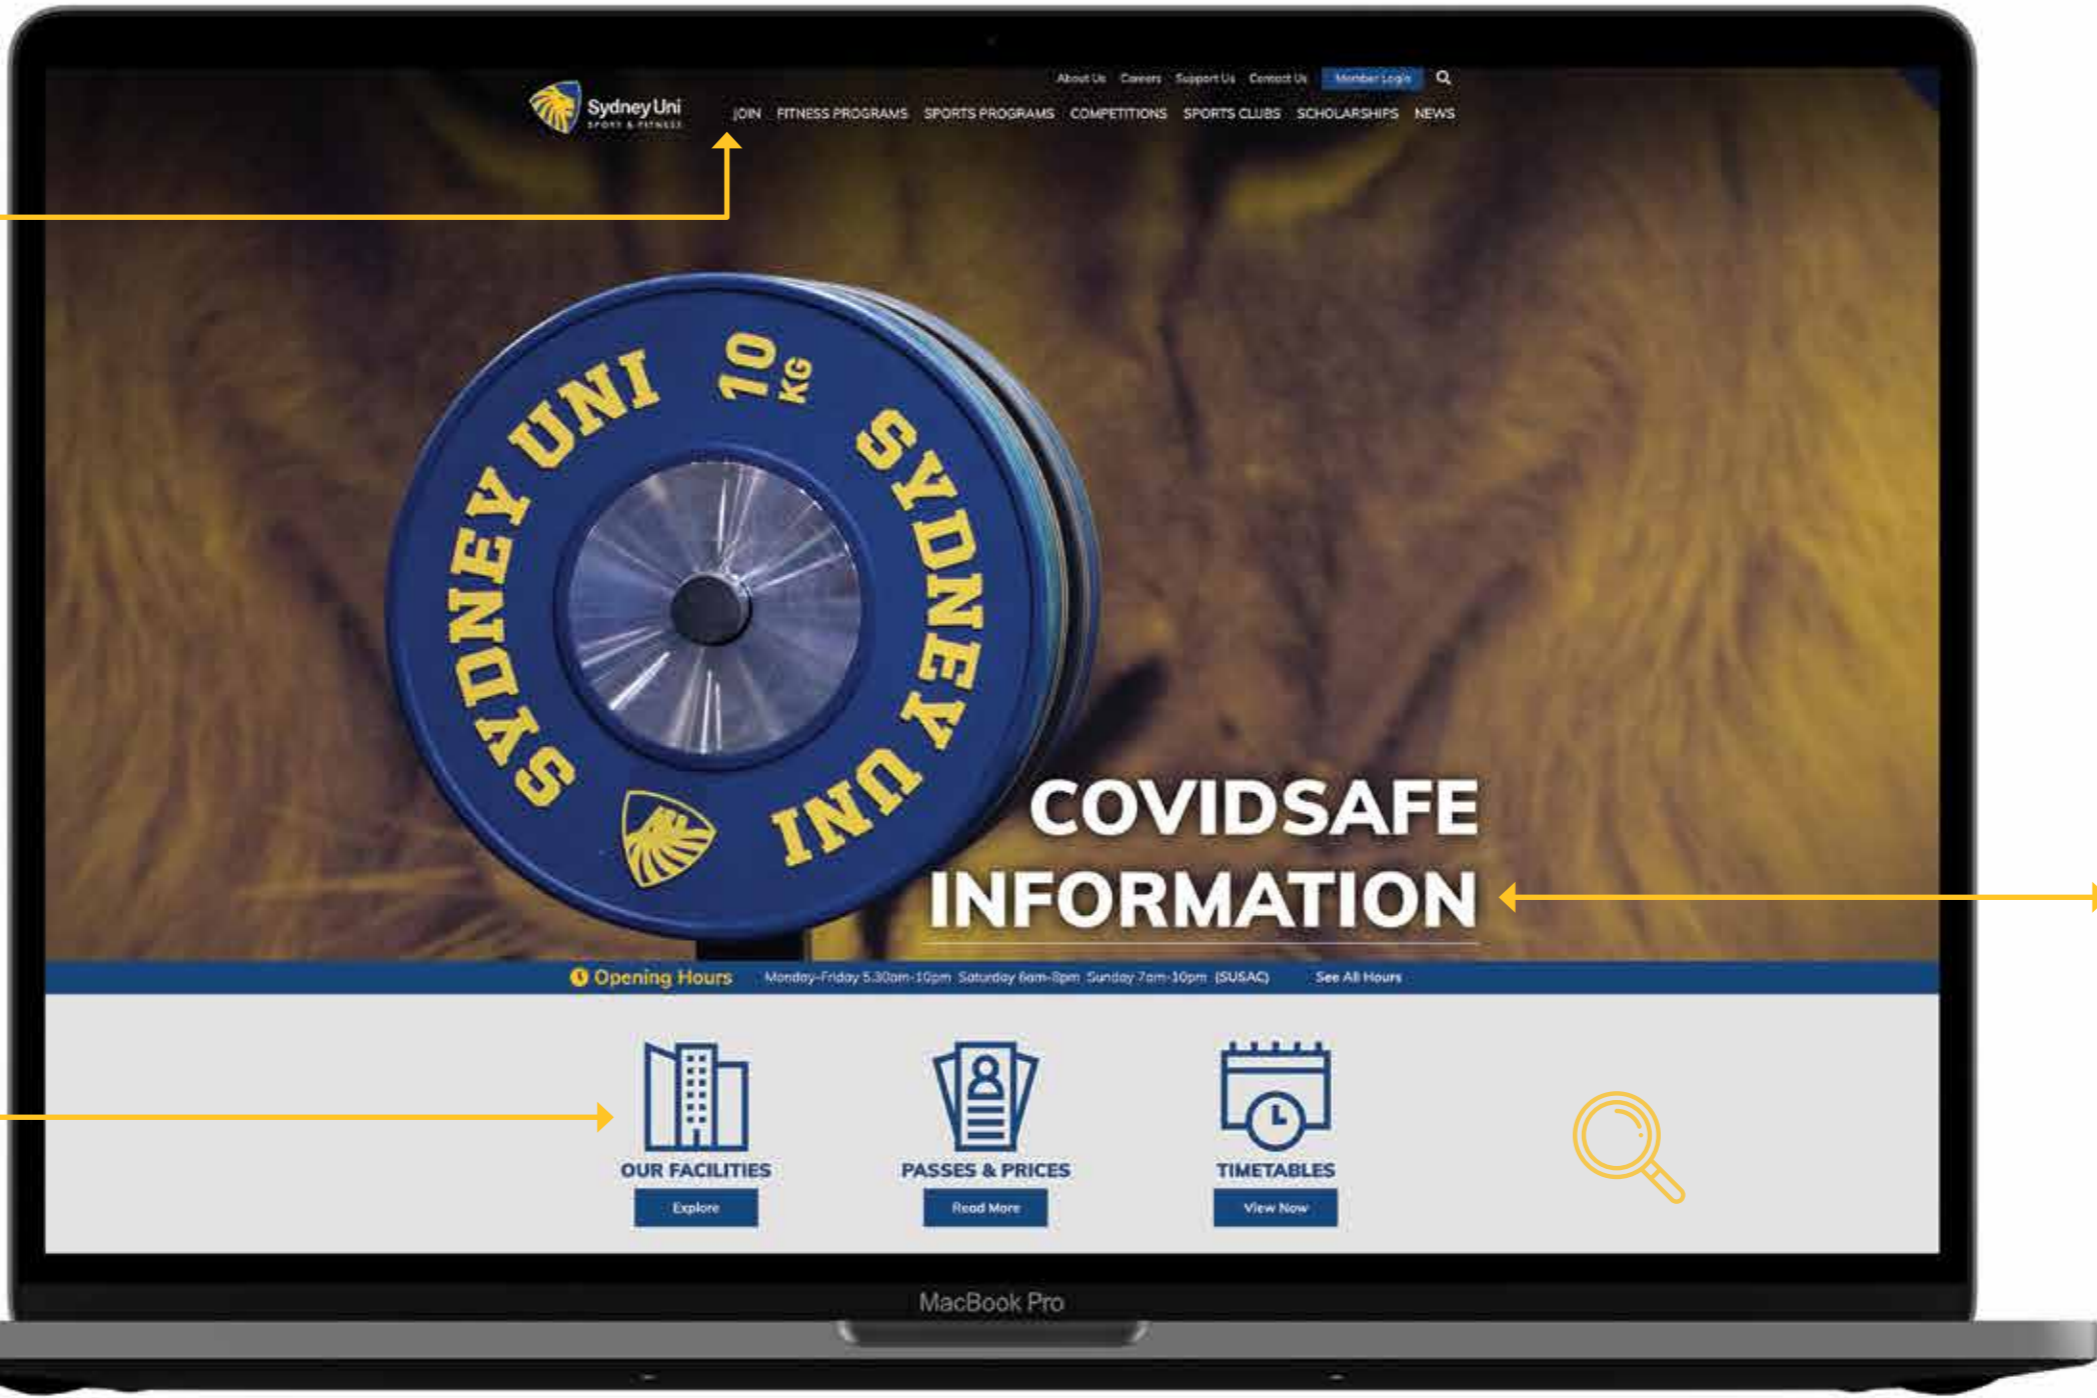 About Us Careers Support Us Contact Us Member Login
Sydney Uni
SPORT & FITNESS
JOIN FITNESS PROGRAMS SPORTS PROGRAMS COMPETITIONS SPORTS CLUBS SCHOLARSHIPS NEWS
SYDNEY UNI 10 KG SYDNEY UNI
COVIDSAFE
INFORMATION
Opening Hours Monday-Friday 5.30am-10pm Saturday 6am-8pm Sunday 7am-10pm (SUSAC) See All Hours
OUR FACILITIES PASSES & PRICES TIMETABLES
Explore Read More View Now
MacBook Pro